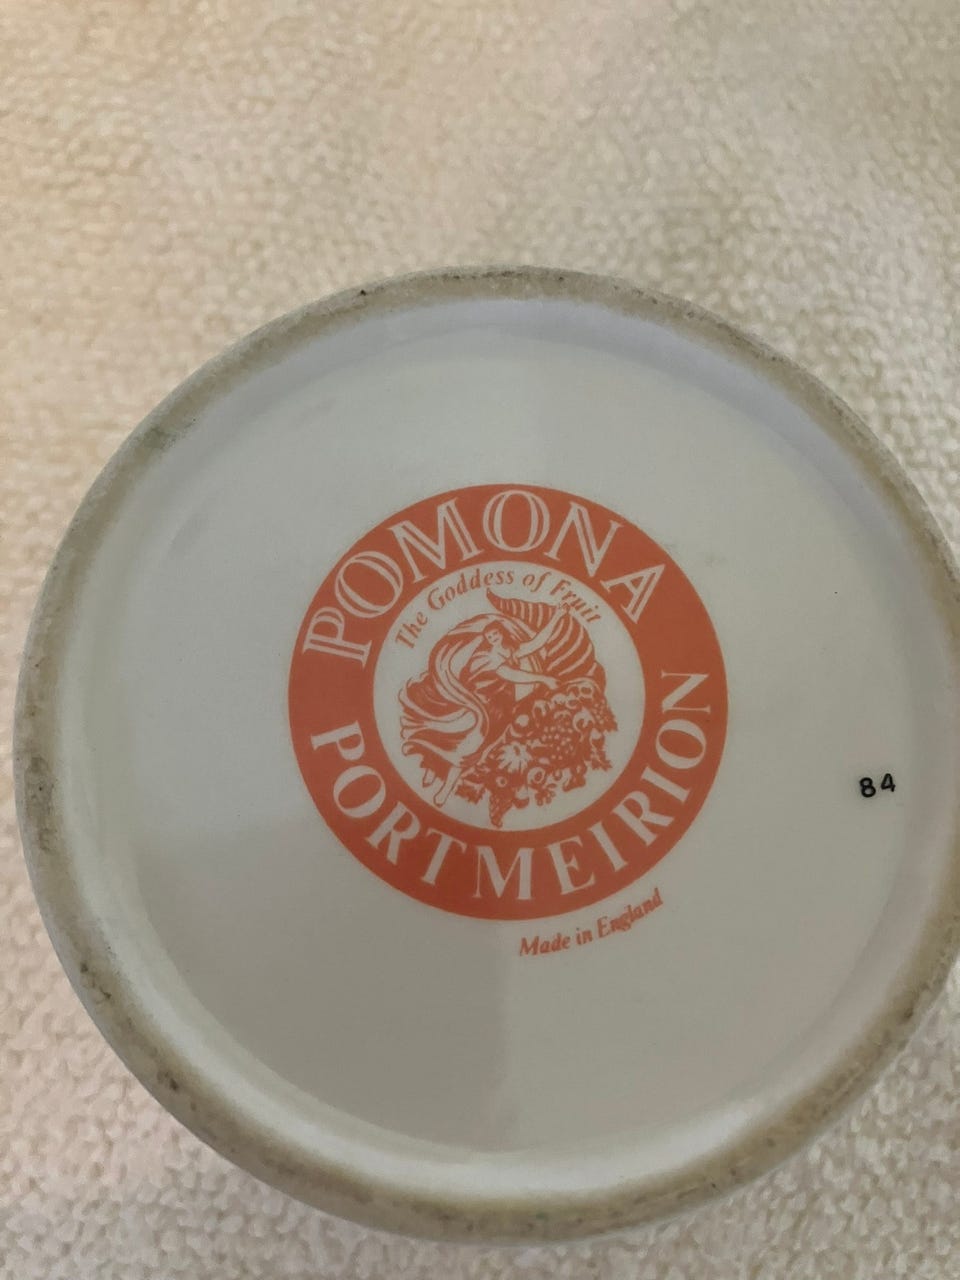 POMONA
The Goddess of Fruit
PORTMEIRION
Made in England
84